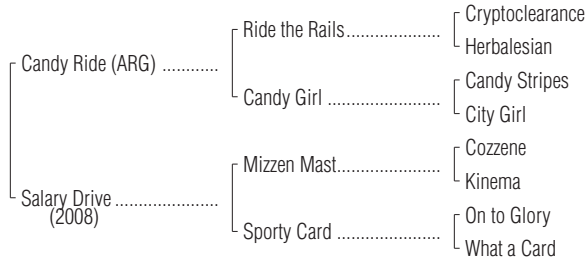 Cryptoclearance
Ride the Rails....................
Herbalesian
Candy Ride (ARG) ............
Candy Stripes
Candy Girl ........................
City Girl
Cozzene
Mizzen Mast......................
Kinema
Salary Drive ......................
(2008)
On to Glory
Sporty Card ......................
What a Card